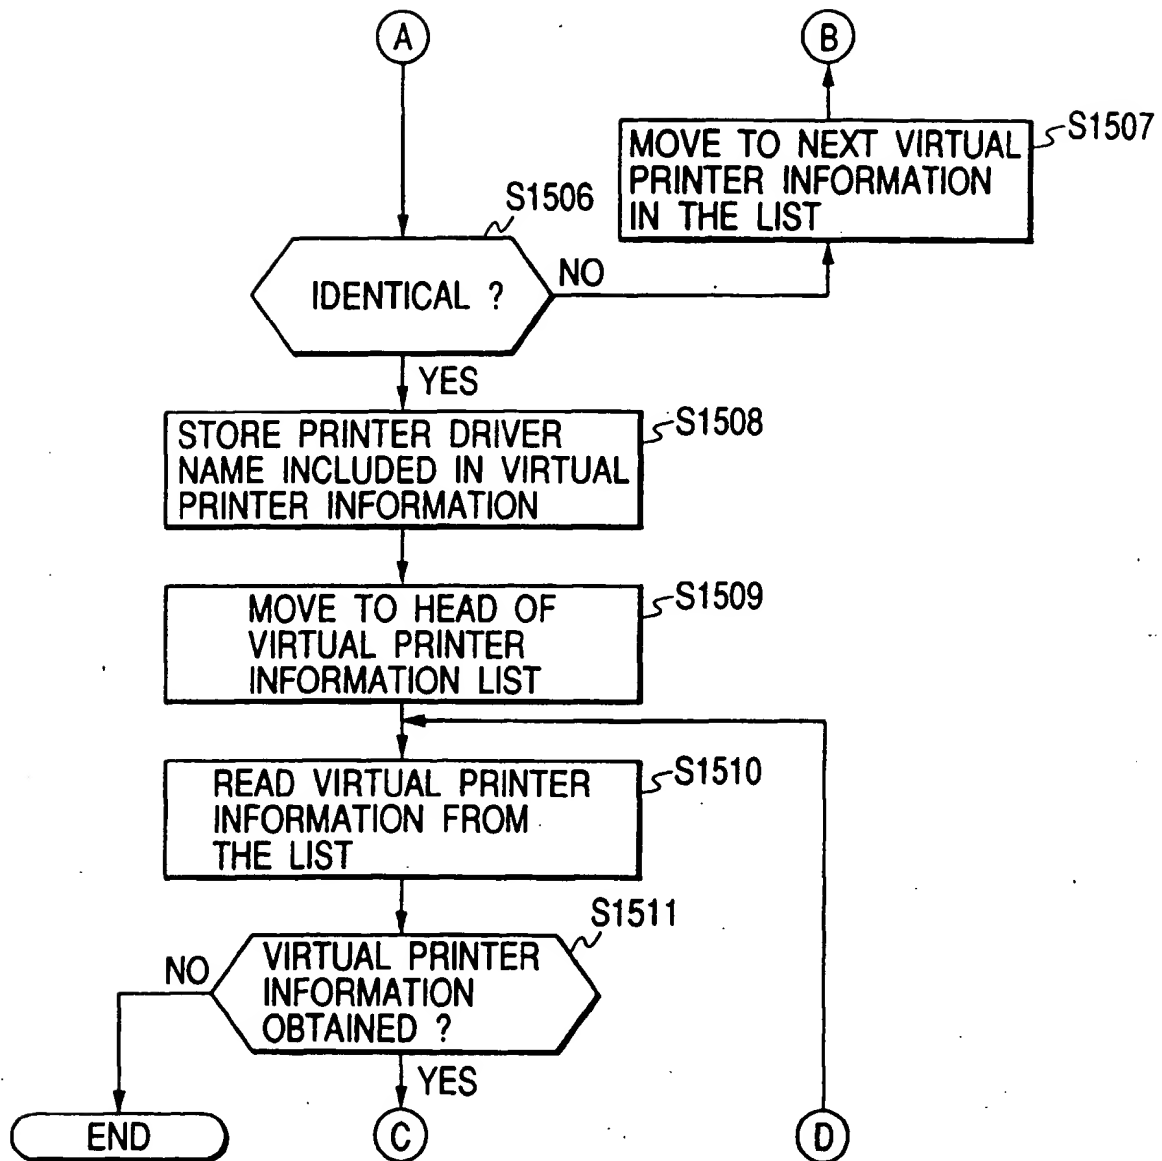 A
B
S1507
MOVE TO NEXT VIRTUAL
PRINTER INFORMATION
IN THE LIST
S1506
IDENTICAL ?
NO
YES
S1508
STORE PRINTER DRIVER
NAME INCLUDED IN VIRTUAL
PRINTER INFORMATION
S1509
MOVE TO HEAD OF
VIRTUAL PRINTER
INFORMATION LIST
S1510
READ VIRTUAL PRINTER
INFORMATION FROM
THE LIST
S1511
VIRTUAL PRINTER
INFORMATION
OBTAINED ?
NO
YES
END
C
D